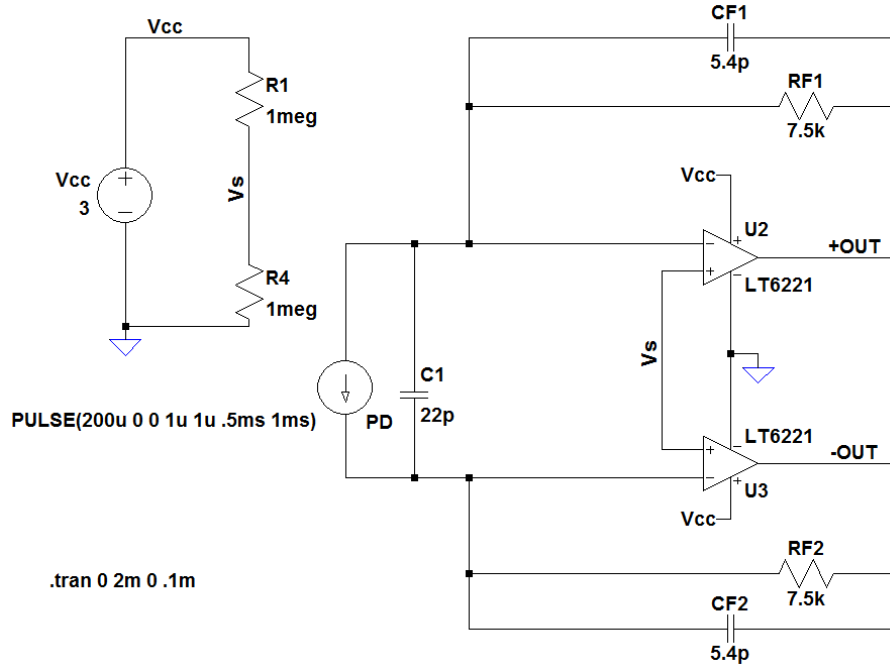 Vcc
R1
1meg
Vcc
3
Vs
R4
1meg
PULSE(200u 0 0 1u 1u .5ms 1ms)
PD
C1
22p
CF1
5.4p
RF1
7.5k
Vcc
U2
+OUT
LT6221
Vs
LT6221
-OUT
U3
Vcc
RF2
7.5k
CF2
5.4p
.tran 0 2m 0 .1m